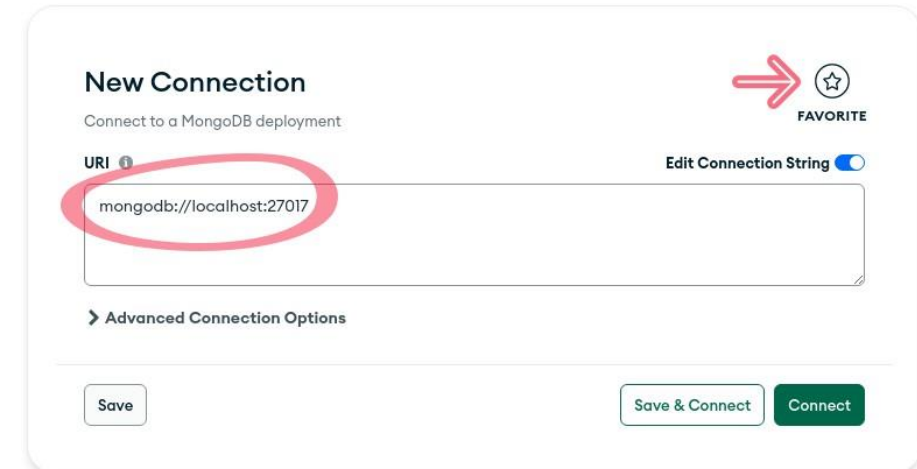 New Connection
FAVORITE
Connect to a MongoDB deployment
URI
Edit Connection String
mongodb://localhost:27017
Advanced Connection Options
Save
Save & Connect
Connect